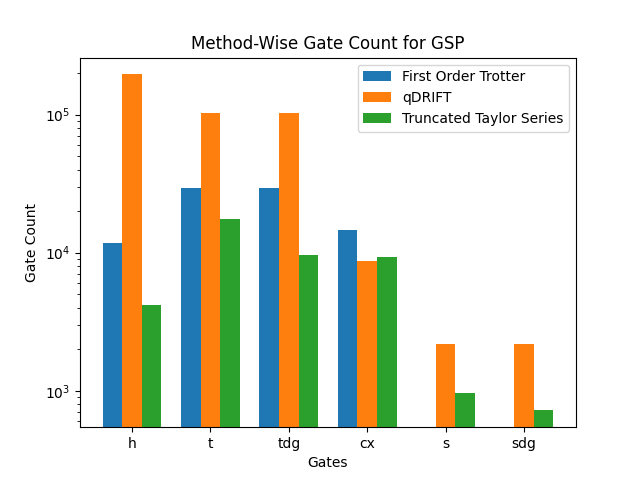 Method-Wise Gate Count for GSP
First Order Trotter
qDRIFT
Truncated Taylor Series
Gate Count
10^5
10^4
10^3
h t tdg cx s sdg
Gates